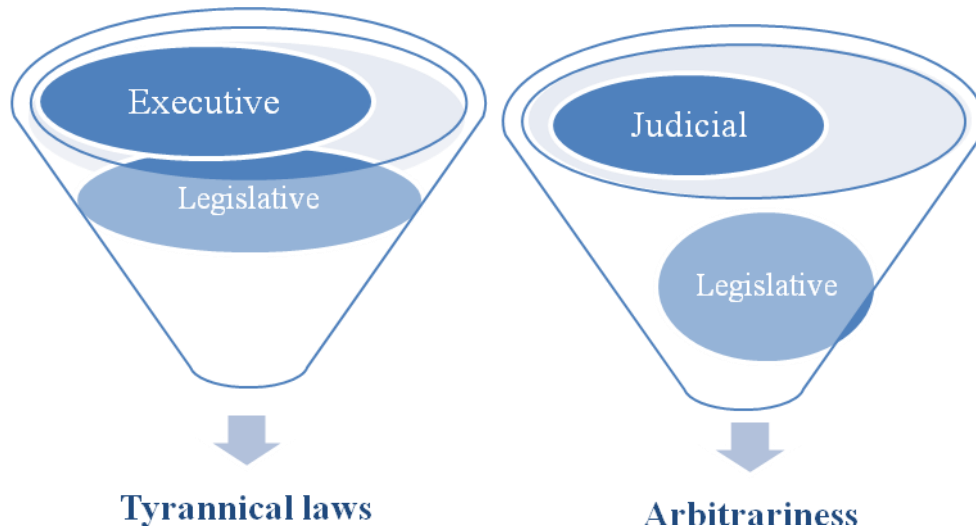 Executive
Legislative
Tyrannical laws
Judicial
Legislative
Arbitrariness